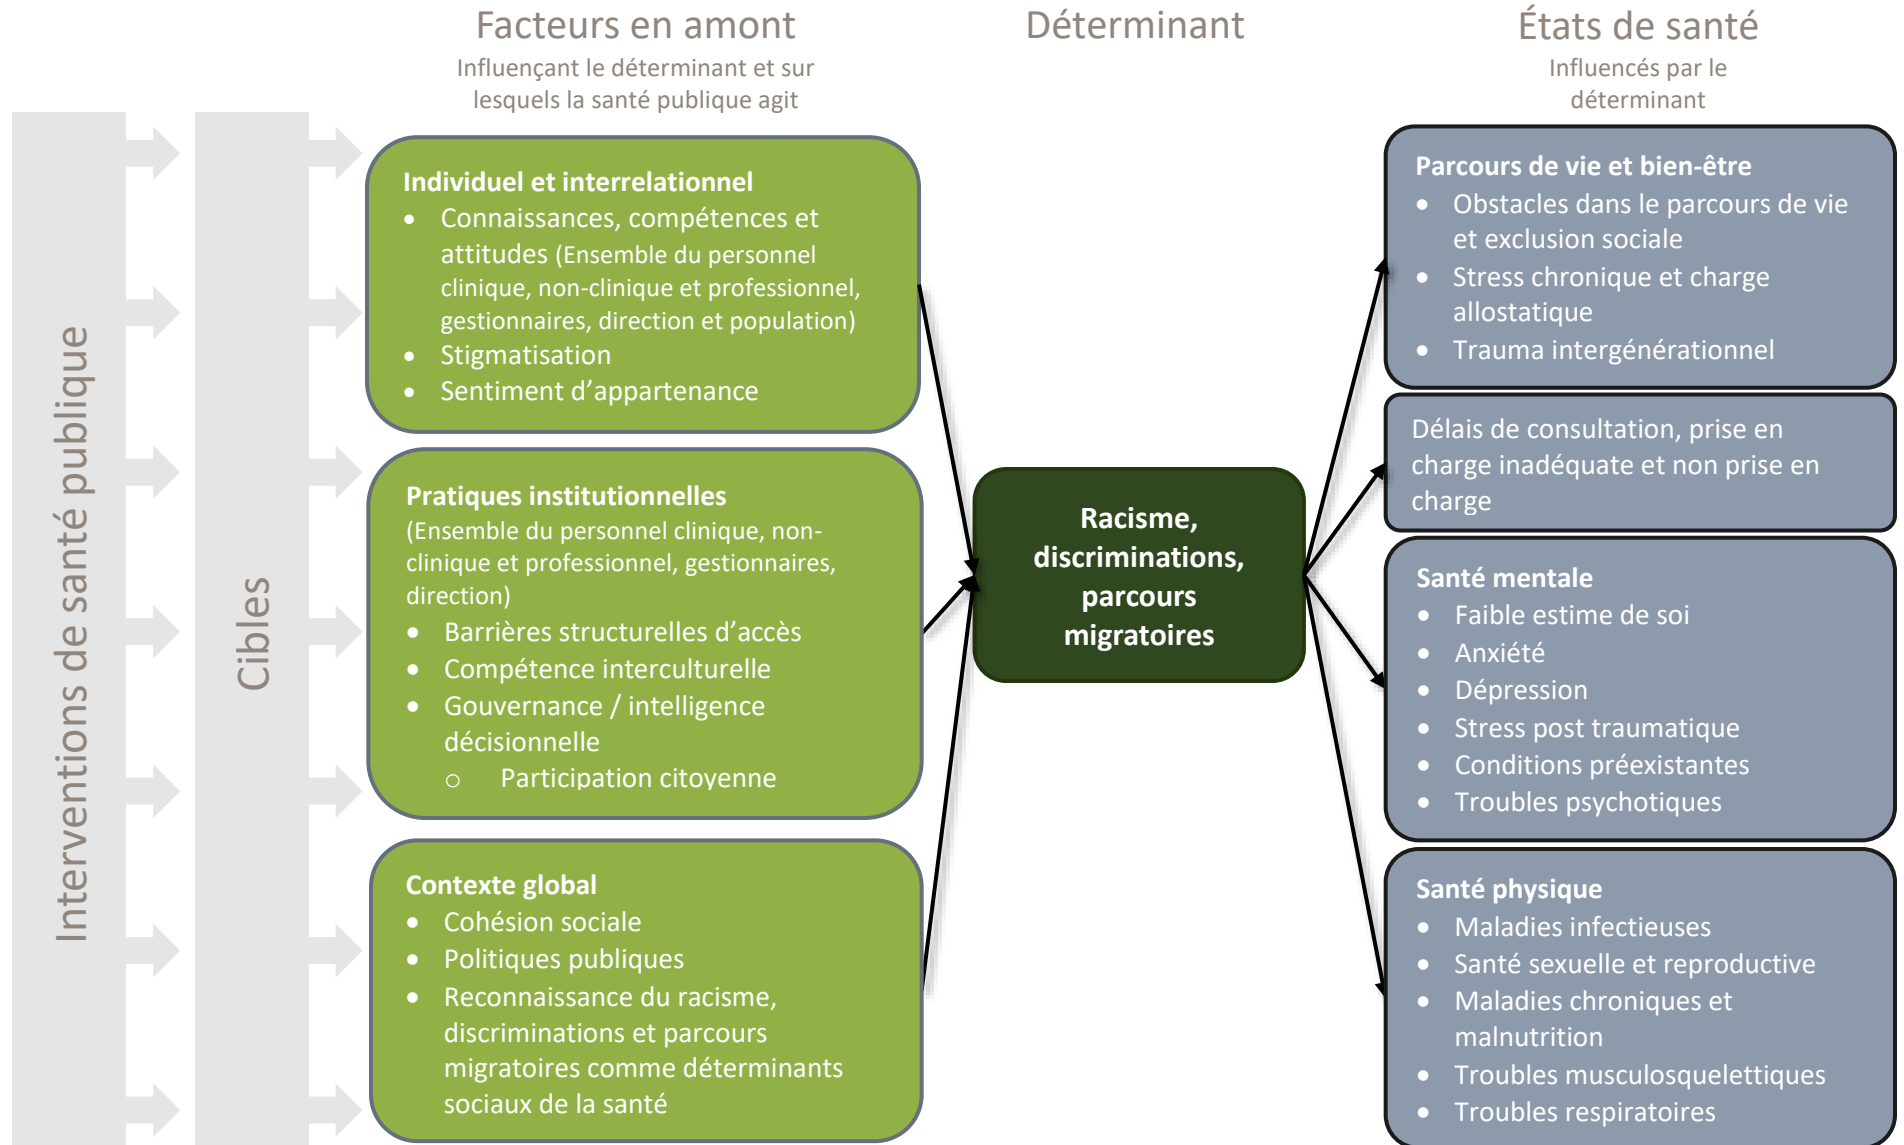 Facteurs en amont
Influençant le déterminant et sur
lesquels la santé publique agit
Déterminant
États de santé
Influencés par le
déterminant
Interventions de santé publique
Cibles
Individuel et interrelationnel
• Connaissances, compétences et
attitudes (Ensemble du personnel
clinique, non-clinique et professionnel,
gestionnaires, direction et population)
• Stigmatisation
• Sentiment d’appartenance
Pratiques institutionnelles
(Ensemble du personnel clinique, non-
clinique et professionnel, gestionnaires,
direction)
• Barrières structurelles d’accès
• Compétence interculturelle
• Gouvernance / intelligence
décisionnelle
o Participation citoyenne
Contexte global
• Cohésion sociale
• Politiques publiques
• Reconnaissance du racisme,
discriminations et parcours
migratoires comme déterminants
sociaux de la santé
Racisme,
discriminations,
parcours
migratoires
Parcours de vie et bien-être
• Obstacles dans le parcours de vie
et exclusion sociale
• Stress chronique et charge
allostatique
• Trauma intergénérationnel
Délais de consultation, prise en
charge inadéquate et non prise en
charge
Santé mentale
• Faible estime de soi
• Anxiété
• Dépression
• Stress post traumatique
• Conditions préexistantes
• Troubles psychotiques
Santé physique
• Maladies infectieuses
• Santé sexuelle et reproductive
• Maladies chroniques et
malnutrition
• Troubles musculosquelettiques
• Troubles respiratoires